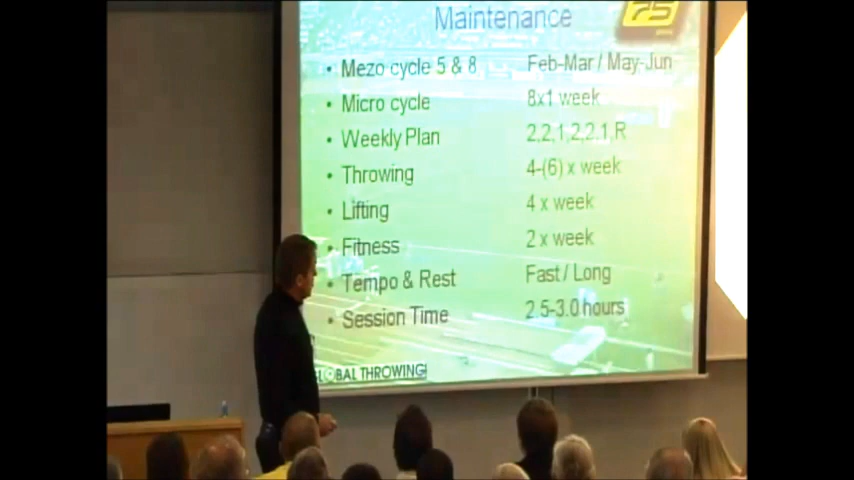 75
Maintenance
• Mezo cycle 5 & 8 Feb-Mar / May-Jun
• Micro cycle 8x1 week
• Weekly Plan 2,2,1,2,2,1,R
• Throwing 4-(6) x week
• Lifting 4 x week
• Fitness 2 x week
• Tempo & Rest Fast / Long
• Session Time 2.5-3.0 hours
GLOBAL THROWING!